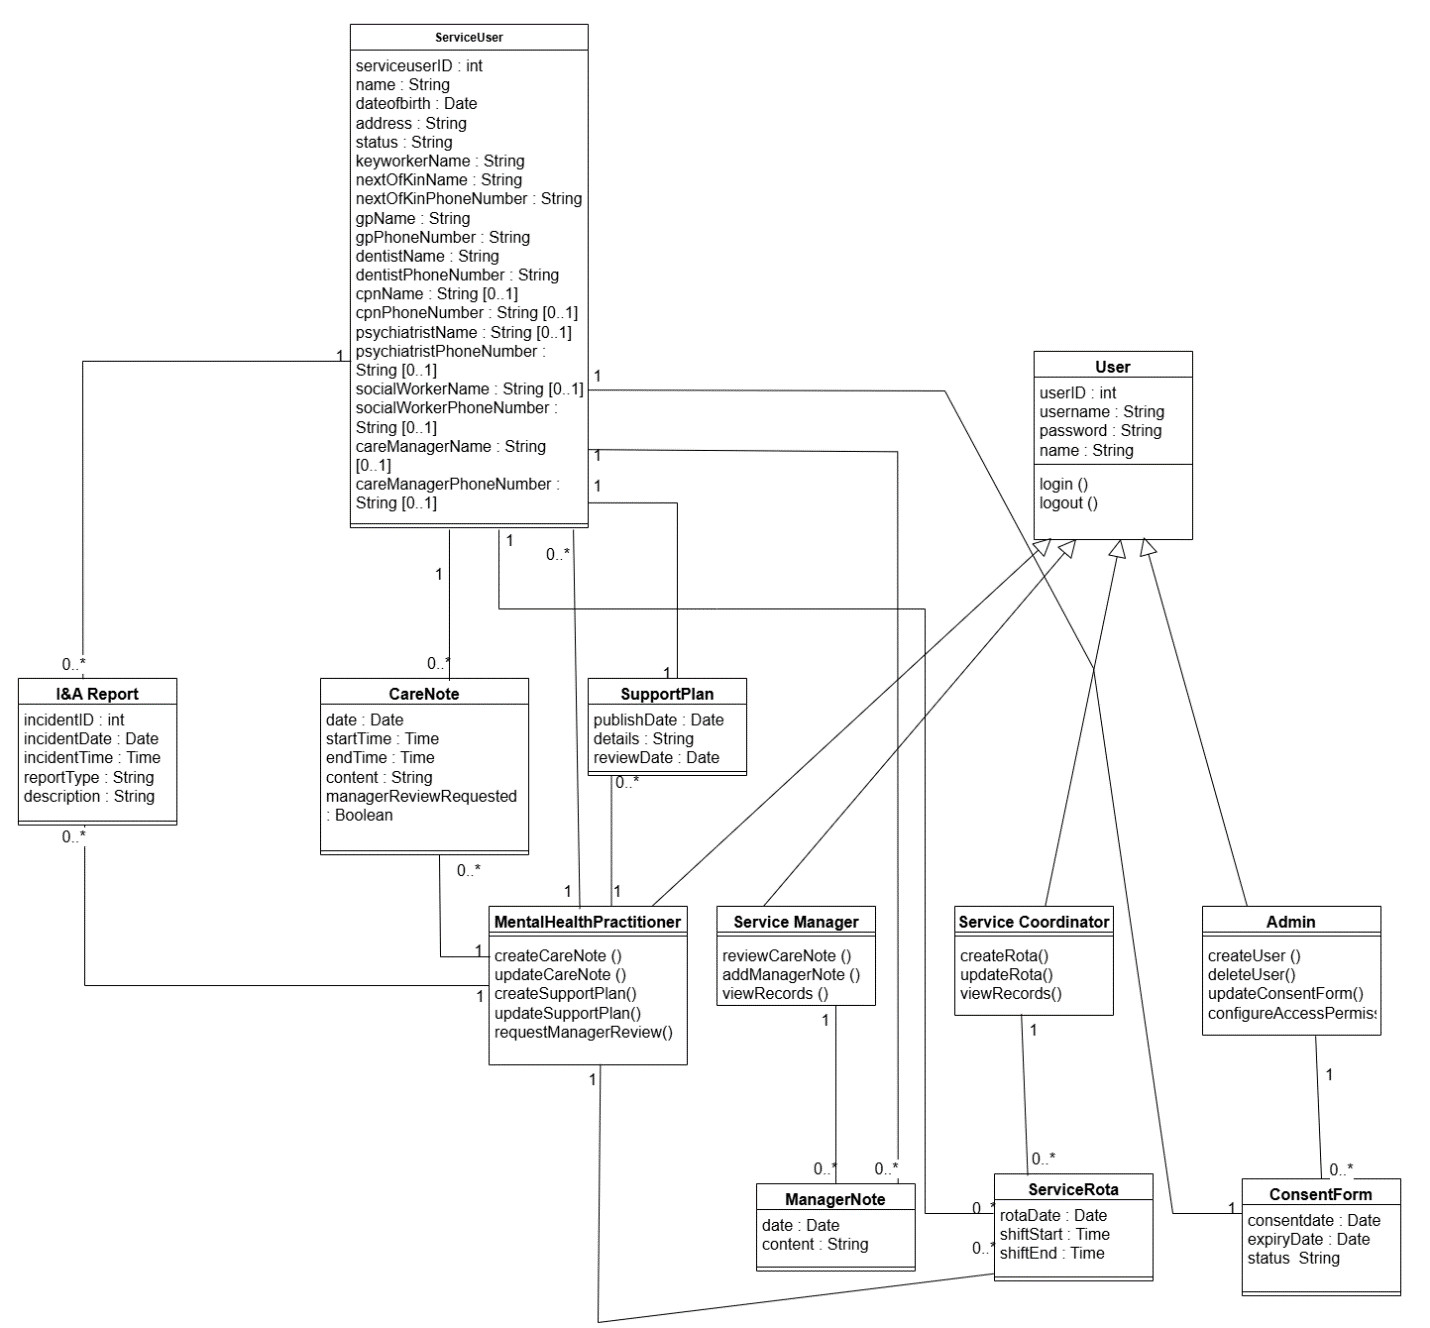 ServiceUser
serviceuserID : int
name : String
dateofbirth : Date
address : String
status : String
keyworkerName : String
nextOfKinName : String
nextOfKinPhoneNumber : String
gpName : String
gpPhoneNumber : String
dentistName : String
dentistPhoneNumber : String
cpnName : String [0..1]
cpnPhoneNumber : String [0..1]
psychiatristName : String [0..1]
psychiatristPhoneNumber :
String [0..1]
socialWorkerName : String [0..1]
socialWorkerPhoneNumber :
String [0..1]
careManagerName : String
[0..1]
careManagerPhoneNumber :
String [0..1]
1
1
1
1
1
0..*
1
User
userID : int
username : String
password : String
name : String
login ()
logout ()
0..*
0..*
1
I&A Report
incidentID : int
incidentDate : Date
incidentTime : Time
reportType : String
description : String
0..*
CareNote
date : Date
startTime : Time
endTime : Time
content : String
managerReviewRequested
: Boolean
0..*
SupportPlan
publishDate : Date
details : String
reviewDate : Date
0..*
1
1
MentalHealthPractitioner
createCareNote ()
updateCareNote ()
createSupportPlan()
updateSupportPlan()
requestManagerReview()
1
1
1
Service Manager
reviewCareNote ()
addManagerNote ()
viewRecords ()
1
Service Coordinator
createRota()
updateRota()
viewRecords()
1
Admin
createUser ()
deleteUser()
updateConsentForm()
configureAccessPermis
1
0..*
0..*
ManagerNote
date : Date
content : String
0..*
0..*
0..*
ServiceRota
rotaDate : Date
shiftStart : Time
shiftEnd : Time
0..*
1
ConsentForm
consentdate : Date
expiryDate : Date
status  String